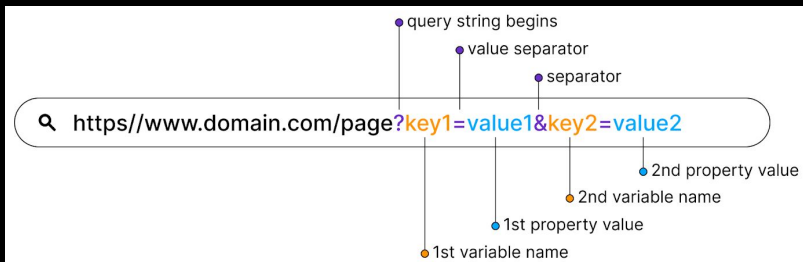 query string begins
value separator
separator
https//www.domain.com/page?key1=value1&key2=value2
2nd property value
2nd variable name
1st property value
1st variable name